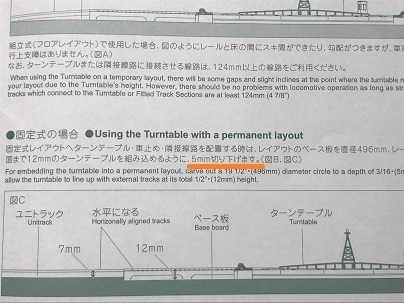 (図A)
組立式(フロアレイアウト)で使用した場合、図のようにレールと床の間にスキ間ができたり、勾配がつきますが、車
行上支障はありません。(図A)
なお、ターンテーブルまたは隣接線路に接続させる線路は、124mm以上の線路をご利用ください。
When using the Turntable on a temporary layout, there will be some gaps and slight inclines at the point where the turntable
your layout due to the Turntable's height. However, there should be no problems with locomotive operation as long as
tracks which connect to the Turntable or Fitted Track Sections are at least 124mm (4 7/8")
●固定式の場合 ●Using the Turntable with a permanent layout
固定式レイアウトへターンテーブル・車止め・隣接線路を配置する時は、レイアウトのベース板を直径496mm、レー
面まで12mmのターンテーブルを組み込めるように、5mm切り下げます。(図B、図C)
For embedding the turntable into a permanent layout, carve out a 19 1/2"・(496mm) diameter circle to a depth of 3/16・(5m
allow the turntable to line up with external tracks at its total 1/2"・(12mm) height.
図C
ユニトラック 水平になる ベース板 ターンテーブル
Unitrack Horizonally aligned tracks Base board Turntable
7mm 12mm